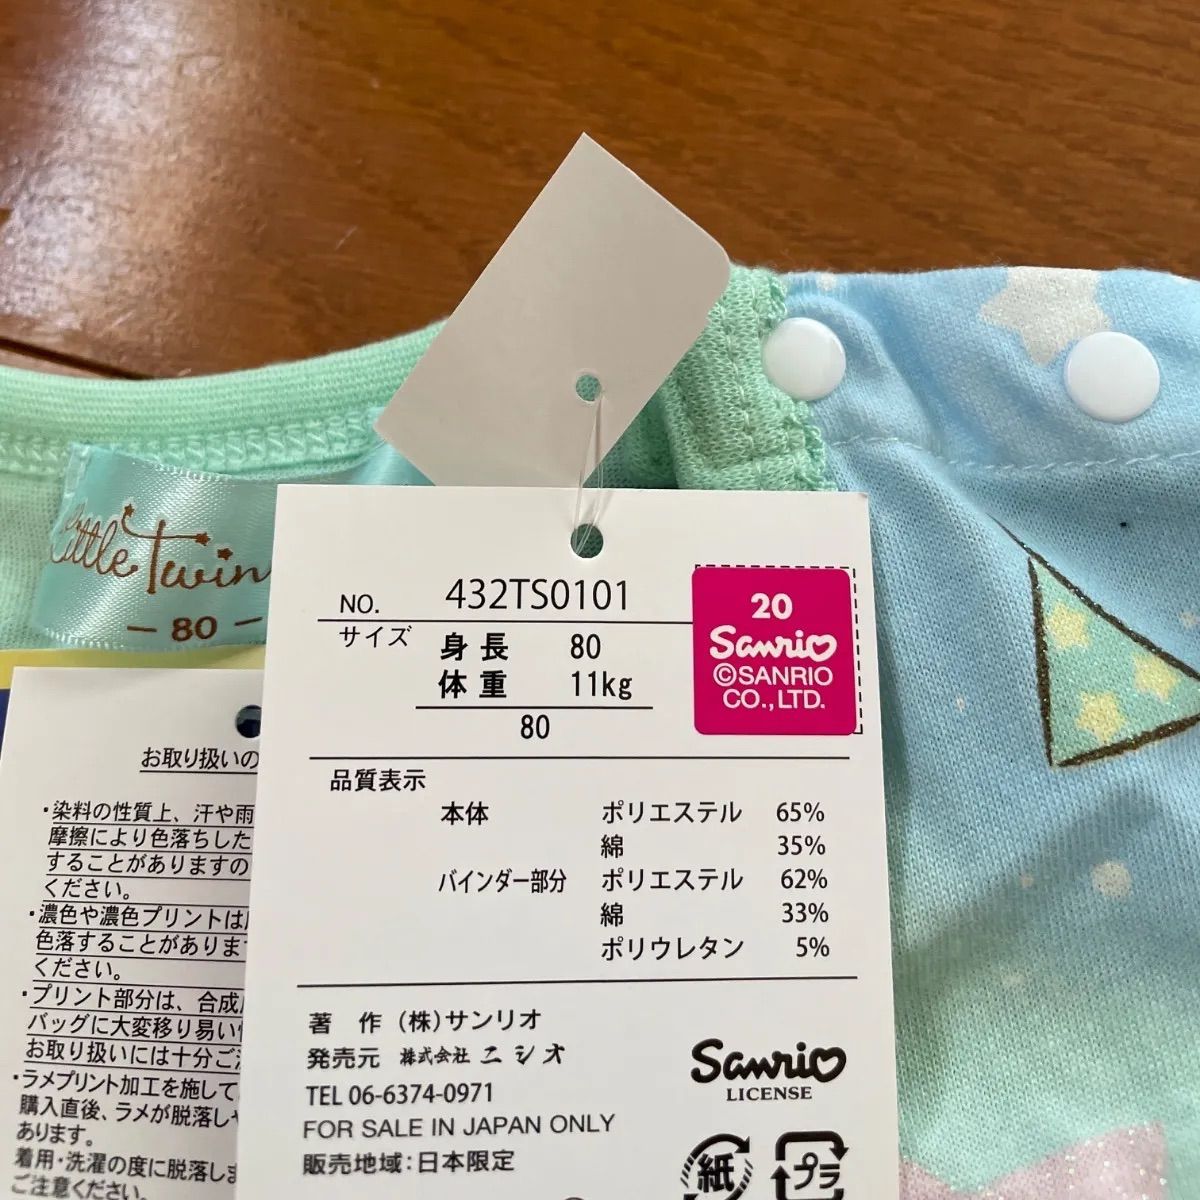 Little Twin
— 80 —
NO. 432TS0101
サイズ 身長 80
体重 11kg
80
20
Sanrio
©SANRIO
CO.,LTD.
品質表示
本体 ポリエステル 65%
綿 35%
バインダー部分 ポリエステル 62%
綿 33%
ポリウレタン 5%
著 作 (株)サンリオ
発売元 株式会社 ニシオ
TEL 06-6374-0971
FOR SALE IN JAPAN ONLY
販売地域:日本限定
Sanrio
LICENSE
紙
プラ
お取り扱いの
・染料の性質上、汗や雨
摩擦により色落ちした
することがありますの
ください。
・濃色や濃色プリントは
色落することがありま
ください。
・プリント部分は、合成
バッグに大変移り易い
お取り扱いには十分ご
・ラメプリント加工を施して
購入直後、ラメが脱落し
あります。
着用・洗濯の度に脱落しま
ご注意ください。